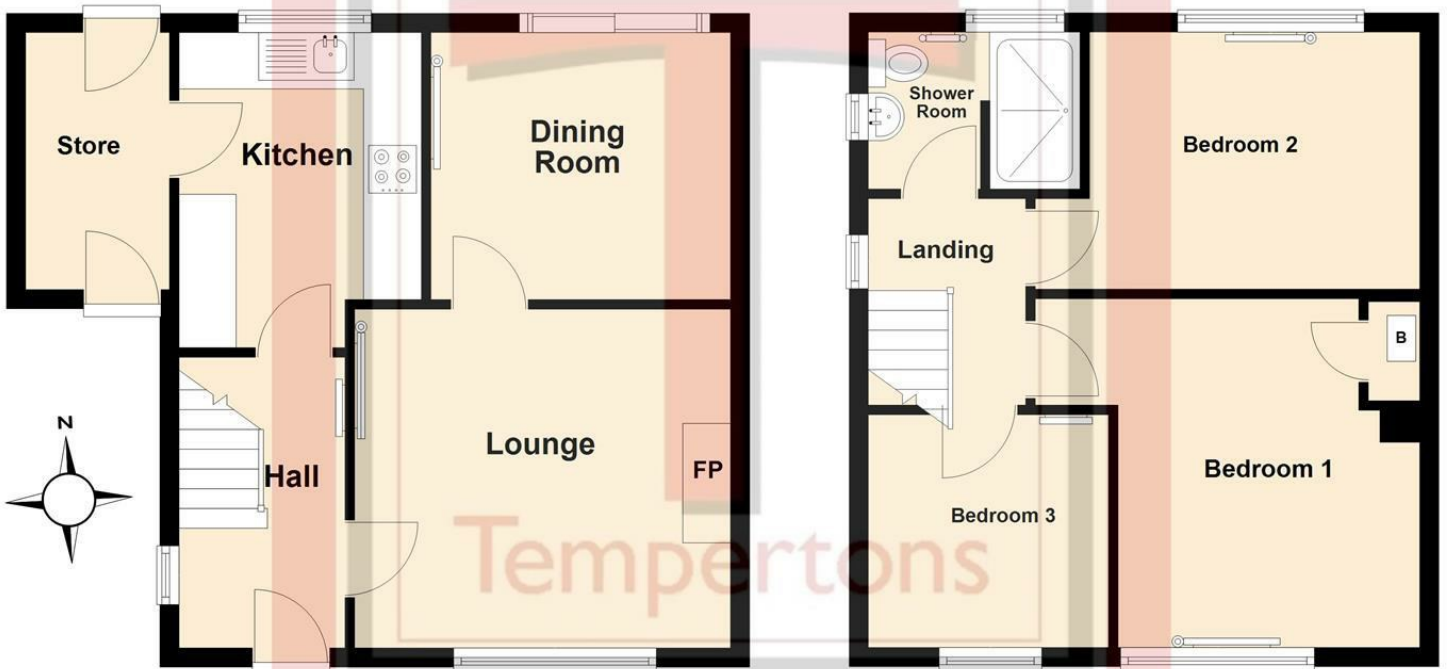 Store
Kitchen
Dining
Room
Lounge
FP
Hall
N
Shower
Room
Bedroom 2
Landing
B
Bedroom 1
Bedroom 3
Tempertons